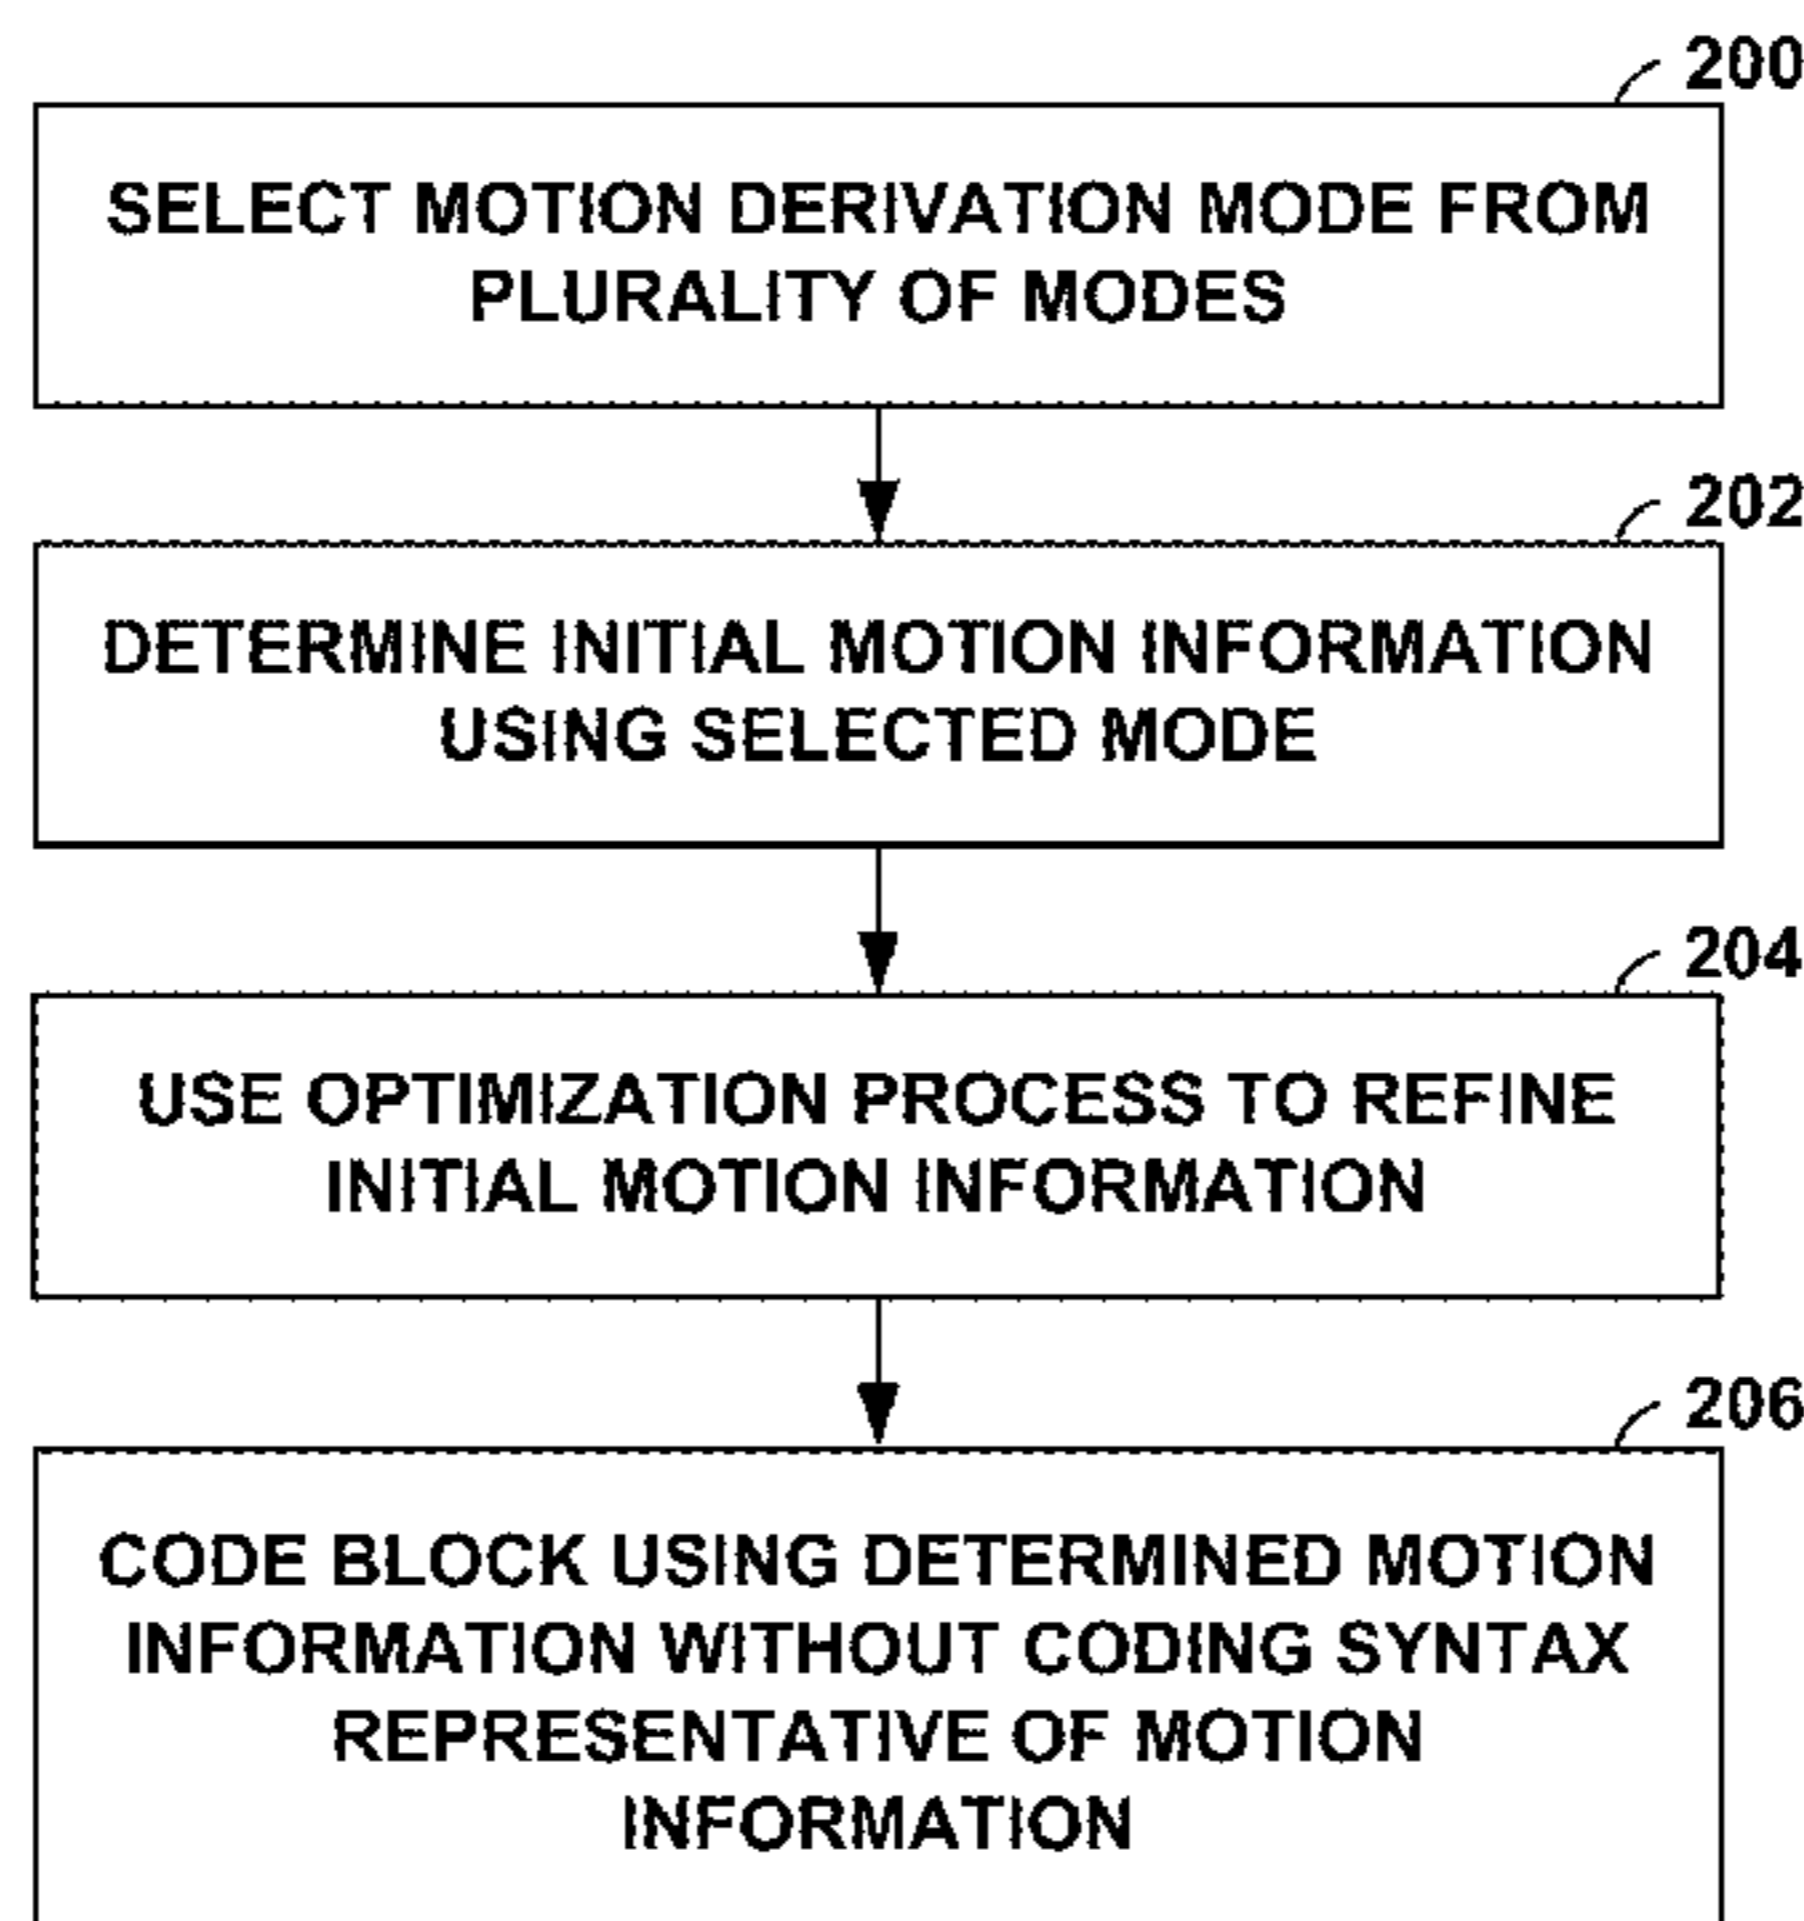 200
SELECT MOTION DERIVATION MODE FROM
PLURALITY OF MODES
202
DETERMINE INITIAL MOTION INFORMATION
USING SELECTED MODE
204
USE OPTIMIZATION PROCESS TO REFINE
INITIAL MOTION INFORMATION
206
CODE BLOCK USING DETERMINED MOTION
INFORMATION WITHOUT CODING SYNTAX
REPRESENTATIVE OF MOTION
INFORMATION